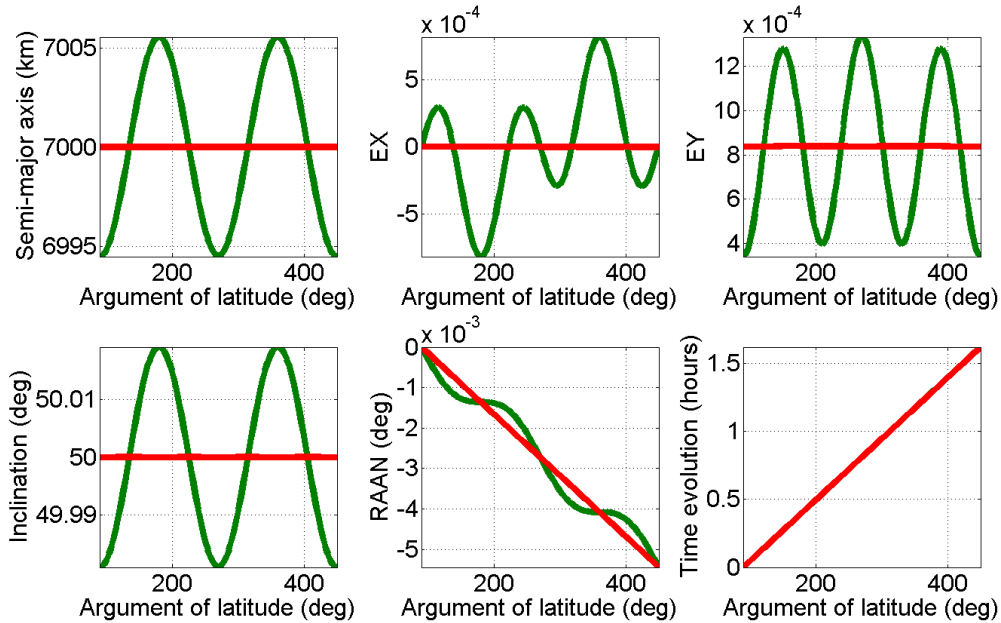 7005
7000
6995
200
400
Semi-major axis (km)
Argument of latitude (deg)
x 10^-4
5
0
-5
200
400
EX
Argument of latitude (deg)
x 10^-4
12
10
8
6
4
200
400
EY
Argument of latitude (deg)
50.01
50
49.99
200
400
Inclination (deg)
Argument of latitude (deg)
x 10^-3
0
-1
-2
-3
-4
-5
200
400
RAAN (deg)
Argument of latitude (deg)
1
0.5
0
200
400
Time evolution (hours)
Argument of latitude (deg)